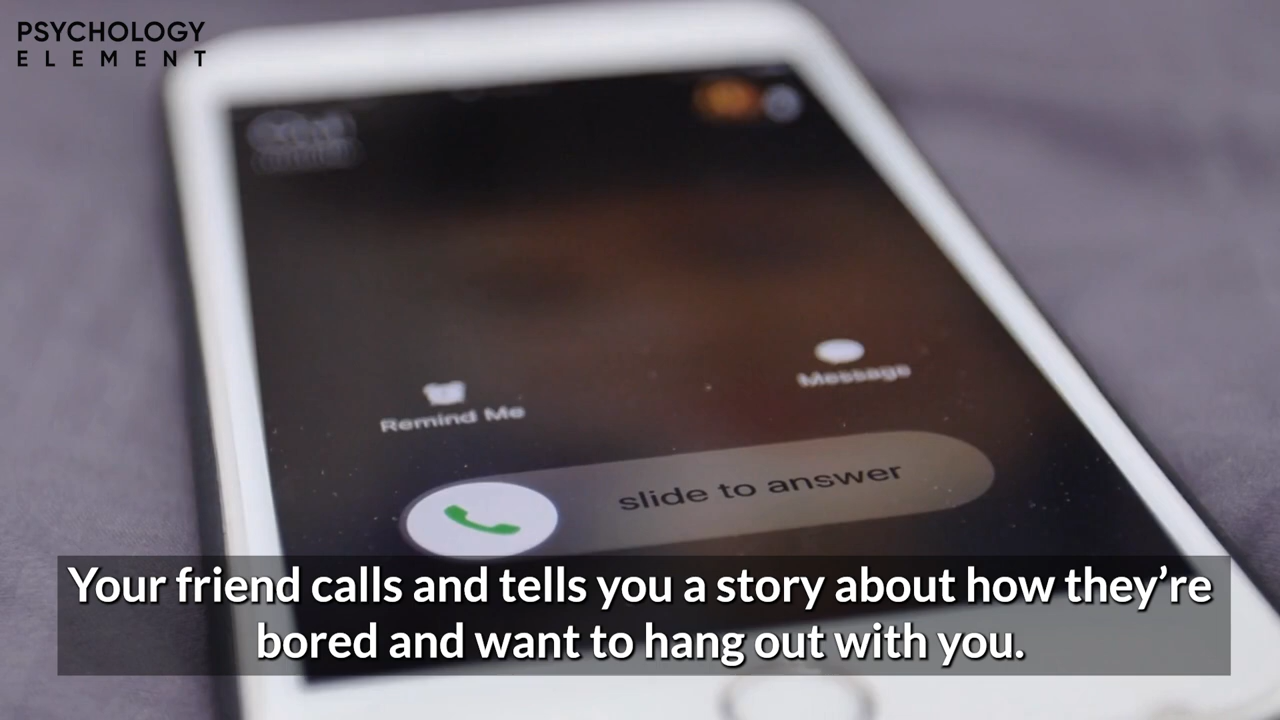 PSYCHOLOGY
ELEMENT
Message
Remind Me
slide to answer
Your friend calls and tells you a story about how they’re
bored and want to hang out with you.